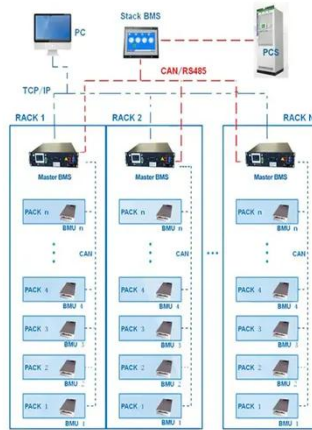 PC
Stack BMS
PCS
CAN/RS485
TCP/IP
RACK 1
RACK 2
RACK N
Master BMS
Master BMS
Master BMS
PACK n
BMU n
PACK n
BMU n
PACK n
BMU n
CAN
CAN
CAN
PACK 4
BMU 4
PACK 4
BMU 4
PACK 4
BMU 4
PACK 3
BMU 3
PACK 3
BMU 3
PACK 3
BMU 3
PACK 2
BMU 2
PACK 2
BMU 2
PACK 2
BMU 2
PACK 1
BMU 1
PACK 1
BMU 1
PACK 1
BMU 1